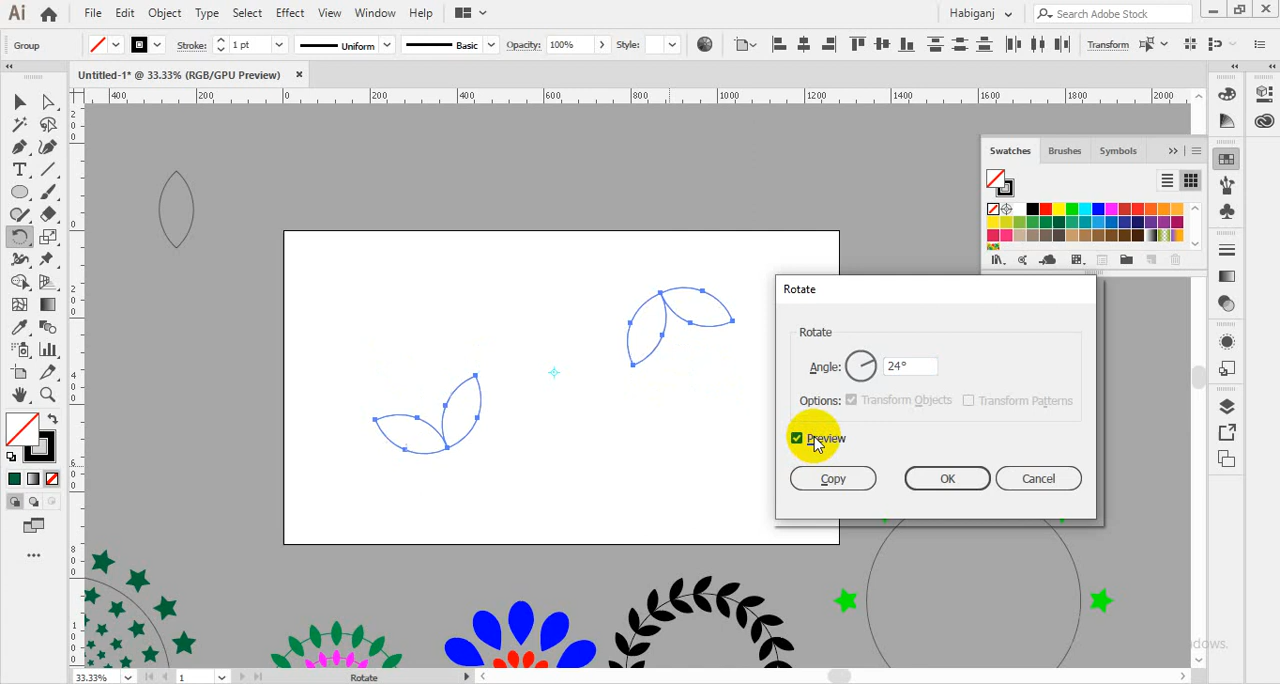 Ai File Edit Object Type Select Effect View Window Help Habiganj Search Adobe Stock
Group Stroke: 1 pt Uniform Basic Opacity: 100% Style: Transform
Untitled-1* @ 33.33% (RGB/GPU Preview)
400 200 0 200 400 600 800 1000 1200 1400 1600 1800 2000
Swatches Brushes Symbols
Rotate
Rotate
Angle: 24°
Options: Transform Objects Transform Patterns
Preview
Copy OK Cancel
33.33% 1 Rotate